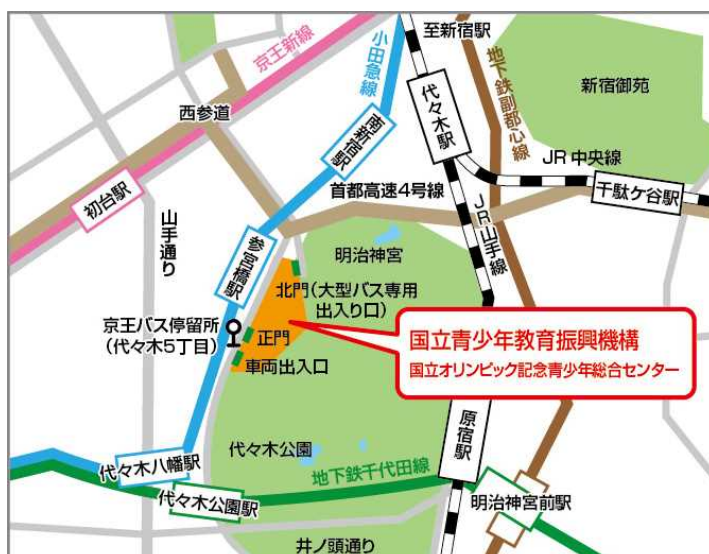 至新宿駅
京王新線
小田急線
地下鉄副都心線
新宿御苑
西参道
南新宿駅
代々木駅
JR中央線
千駄ケ谷駅
初台駅
首都高速4号線
JR山手線
山手通り
参宮橋駅
明治神宮
北門(大型バス専用
出入り口)
京王バス停留所
(代々木5丁目)
正門
車両出入口
国立青少年教育振興機構
国立オリンピック記念青少年総合センター
原宿駅
代々木公園
代々木八幡駅
地下鉄千代田線
代々木公園駅
明治神宮前駅
井ノ頭通り